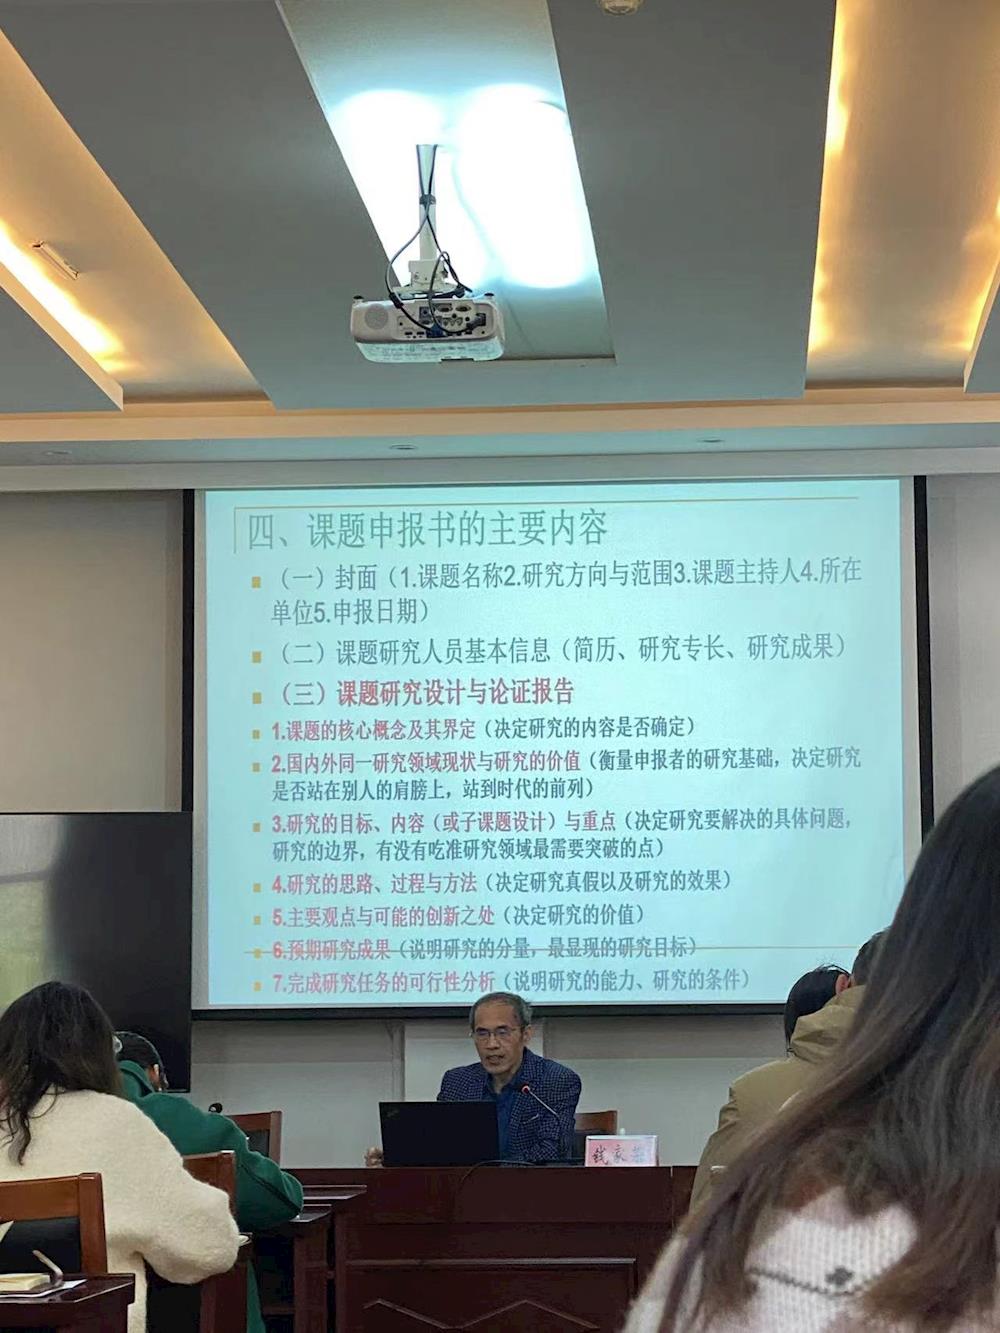 四、课题申报书的主要内容
（一）封面（1.课题名称2.研究方向与范围3.课题主持人4.所在
单位5.申报日期）
（二）课题研究人员基本信息（简历、研究专长、研究成果）
（三）课题研究设计与论证报告
1.课题的核心概念及其界定（决定研究的内容是否确定）
2.国内外同一研究领域现状与研究的价值（衡量申报者的研究基础，决定研究
是否站在别人的肩膀上，站到时代的前列）
3.研究的目标、内容（或子课题设计）与重点（决定研究要解决的具体问题，
研究的边界，有没有吃准研究领域最需要突破的点）
4.研究的思路、过程与方法（决定研究真假以及研究的效果）
5.主要观点与可能的创新之处（决定研究的价值）
6.预期研究成果（说明研究的分量，最显现的研究目标）
7.完成研究任务的可行性分析（说明研究的能力、研究的条件）
钱家